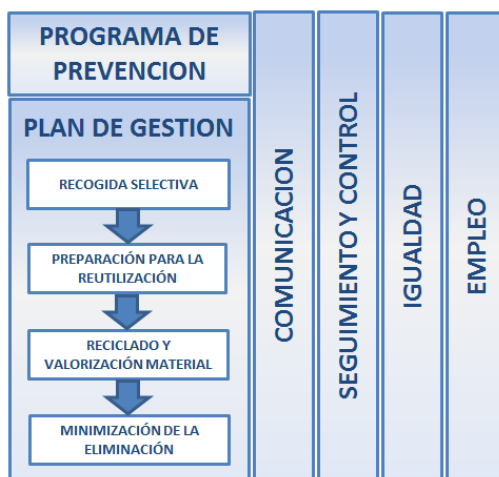 PROGRAMA DE
PREVENCION
PLAN DE GESTION
RECOGIDA SELECTIVA
PREPARACIÓN PARA LA
REUTILIZACIÓN
RECICLADO Y
VALORIZACIÓN MATERIAL
MINIMIZACIÓN DE LA
ELIMINACIÓN
COMUNICACION
SEGUIMIENTO Y CONTROL
IGUALDAD
EMPLEO